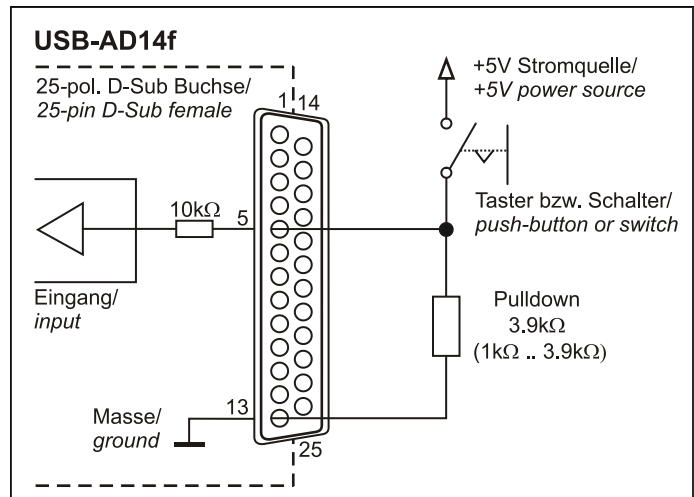 USB-AD14f
25-pol. D-Sub Buchse/
25-pin D-Sub female
1 14
+5V Stromquelle/
+5V power source
10kΩ
5
Taster bzw. Schalter/
push-button or switch
Eingang/
input
Pulldown
3.9kΩ
(1kΩ .. 3.9kΩ)
Masse/
ground
13
25